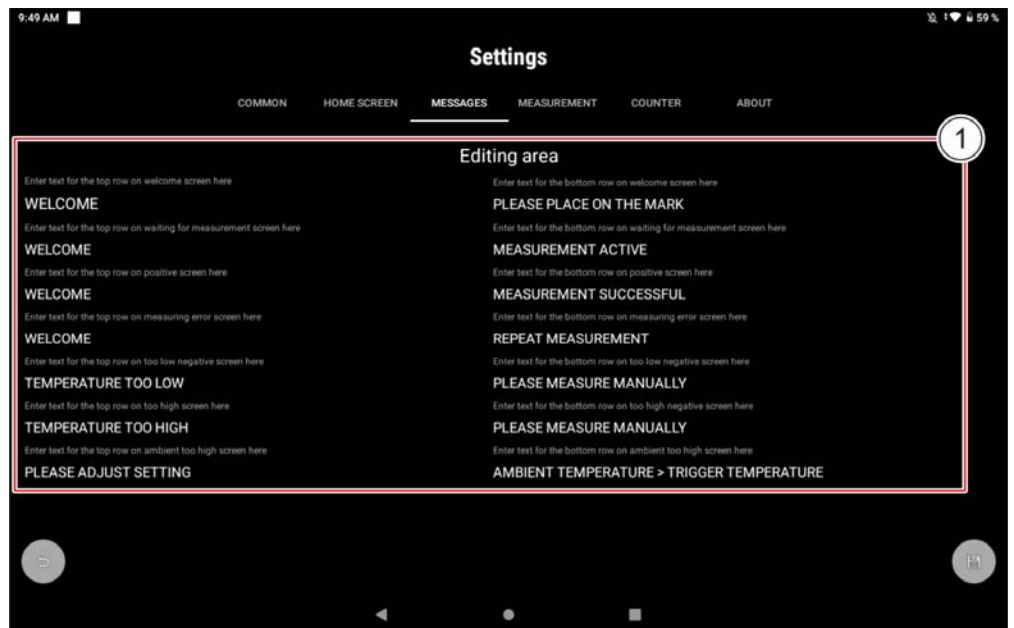 9:49 AM 59 %
Settings
COMMON HOME SCREEN MESSAGES MEASUREMENT COUNTER ABOUT
1
Editing area
Enter text for the top row on welcome screen here Enter text for the bottom row on welcome screen here
WELCOME PLEASE PLACE ON THE MARK
Enter text for the top row on waiting for measurement screen here Enter text for the bottom row on waiting for measurement screen here
WELCOME MEASUREMENT ACTIVE
Enter text for the top row on positive screen here Enter text for the bottom row on positive screen here
WELCOME MEASUREMENT SUCCESSFUL
Enter text for the top row on measuring error screen here Enter text for the bottom row on measuring error screen here
WELCOME REPEAT MEASUREMENT
Enter text for the top row on too low negative screen here Enter text for the bottom row on too low negative screen here
TEMPERATURE TOO LOW PLEASE MEASURE MANUALLY
Enter text for the top row on too high screen here Enter text for the bottom row on too high negative screen here
TEMPERATURE TOO HIGH PLEASE MEASURE MANUALLY
Enter text for the top row on ambient too high screen here Enter text for the bottom row on ambient too high screen here
PLEASE ADJUST SETTING AMBIENT TEMPERATURE > TRIGGER TEMPERATURE